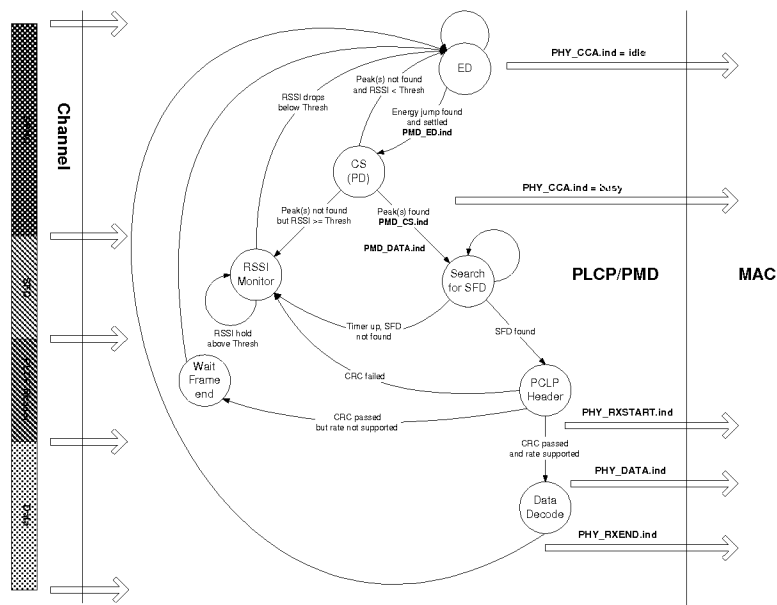 Channel
ED
PHY_CCA.ind = idle
Peak(s) not found
and RSSI < Thresh
RSSI drops
below Thresh
Energy jump found
and settled
PMD_ED.ind
CS
(PD)
PHY_CCA.ind = busy
Peak(s) not found
but RSSI >= Thresh
Peak(s) found
PMD_CS.ind
PMD_DATA.ind
RSSI
Monitor
Search
for SFD
PLCP/PMD
MAC
RSSI hold
above Thresh
Timer up, SFD
not found
SFD found
Wait
Frame
end
CRC failed
PCLP
Header
CRC passed
but rate not supported
PHY_RXSTART.ind
CRC passed
and rate supported
PHY_DATA.ind
Data
Decode
PHY_RXEND.ind